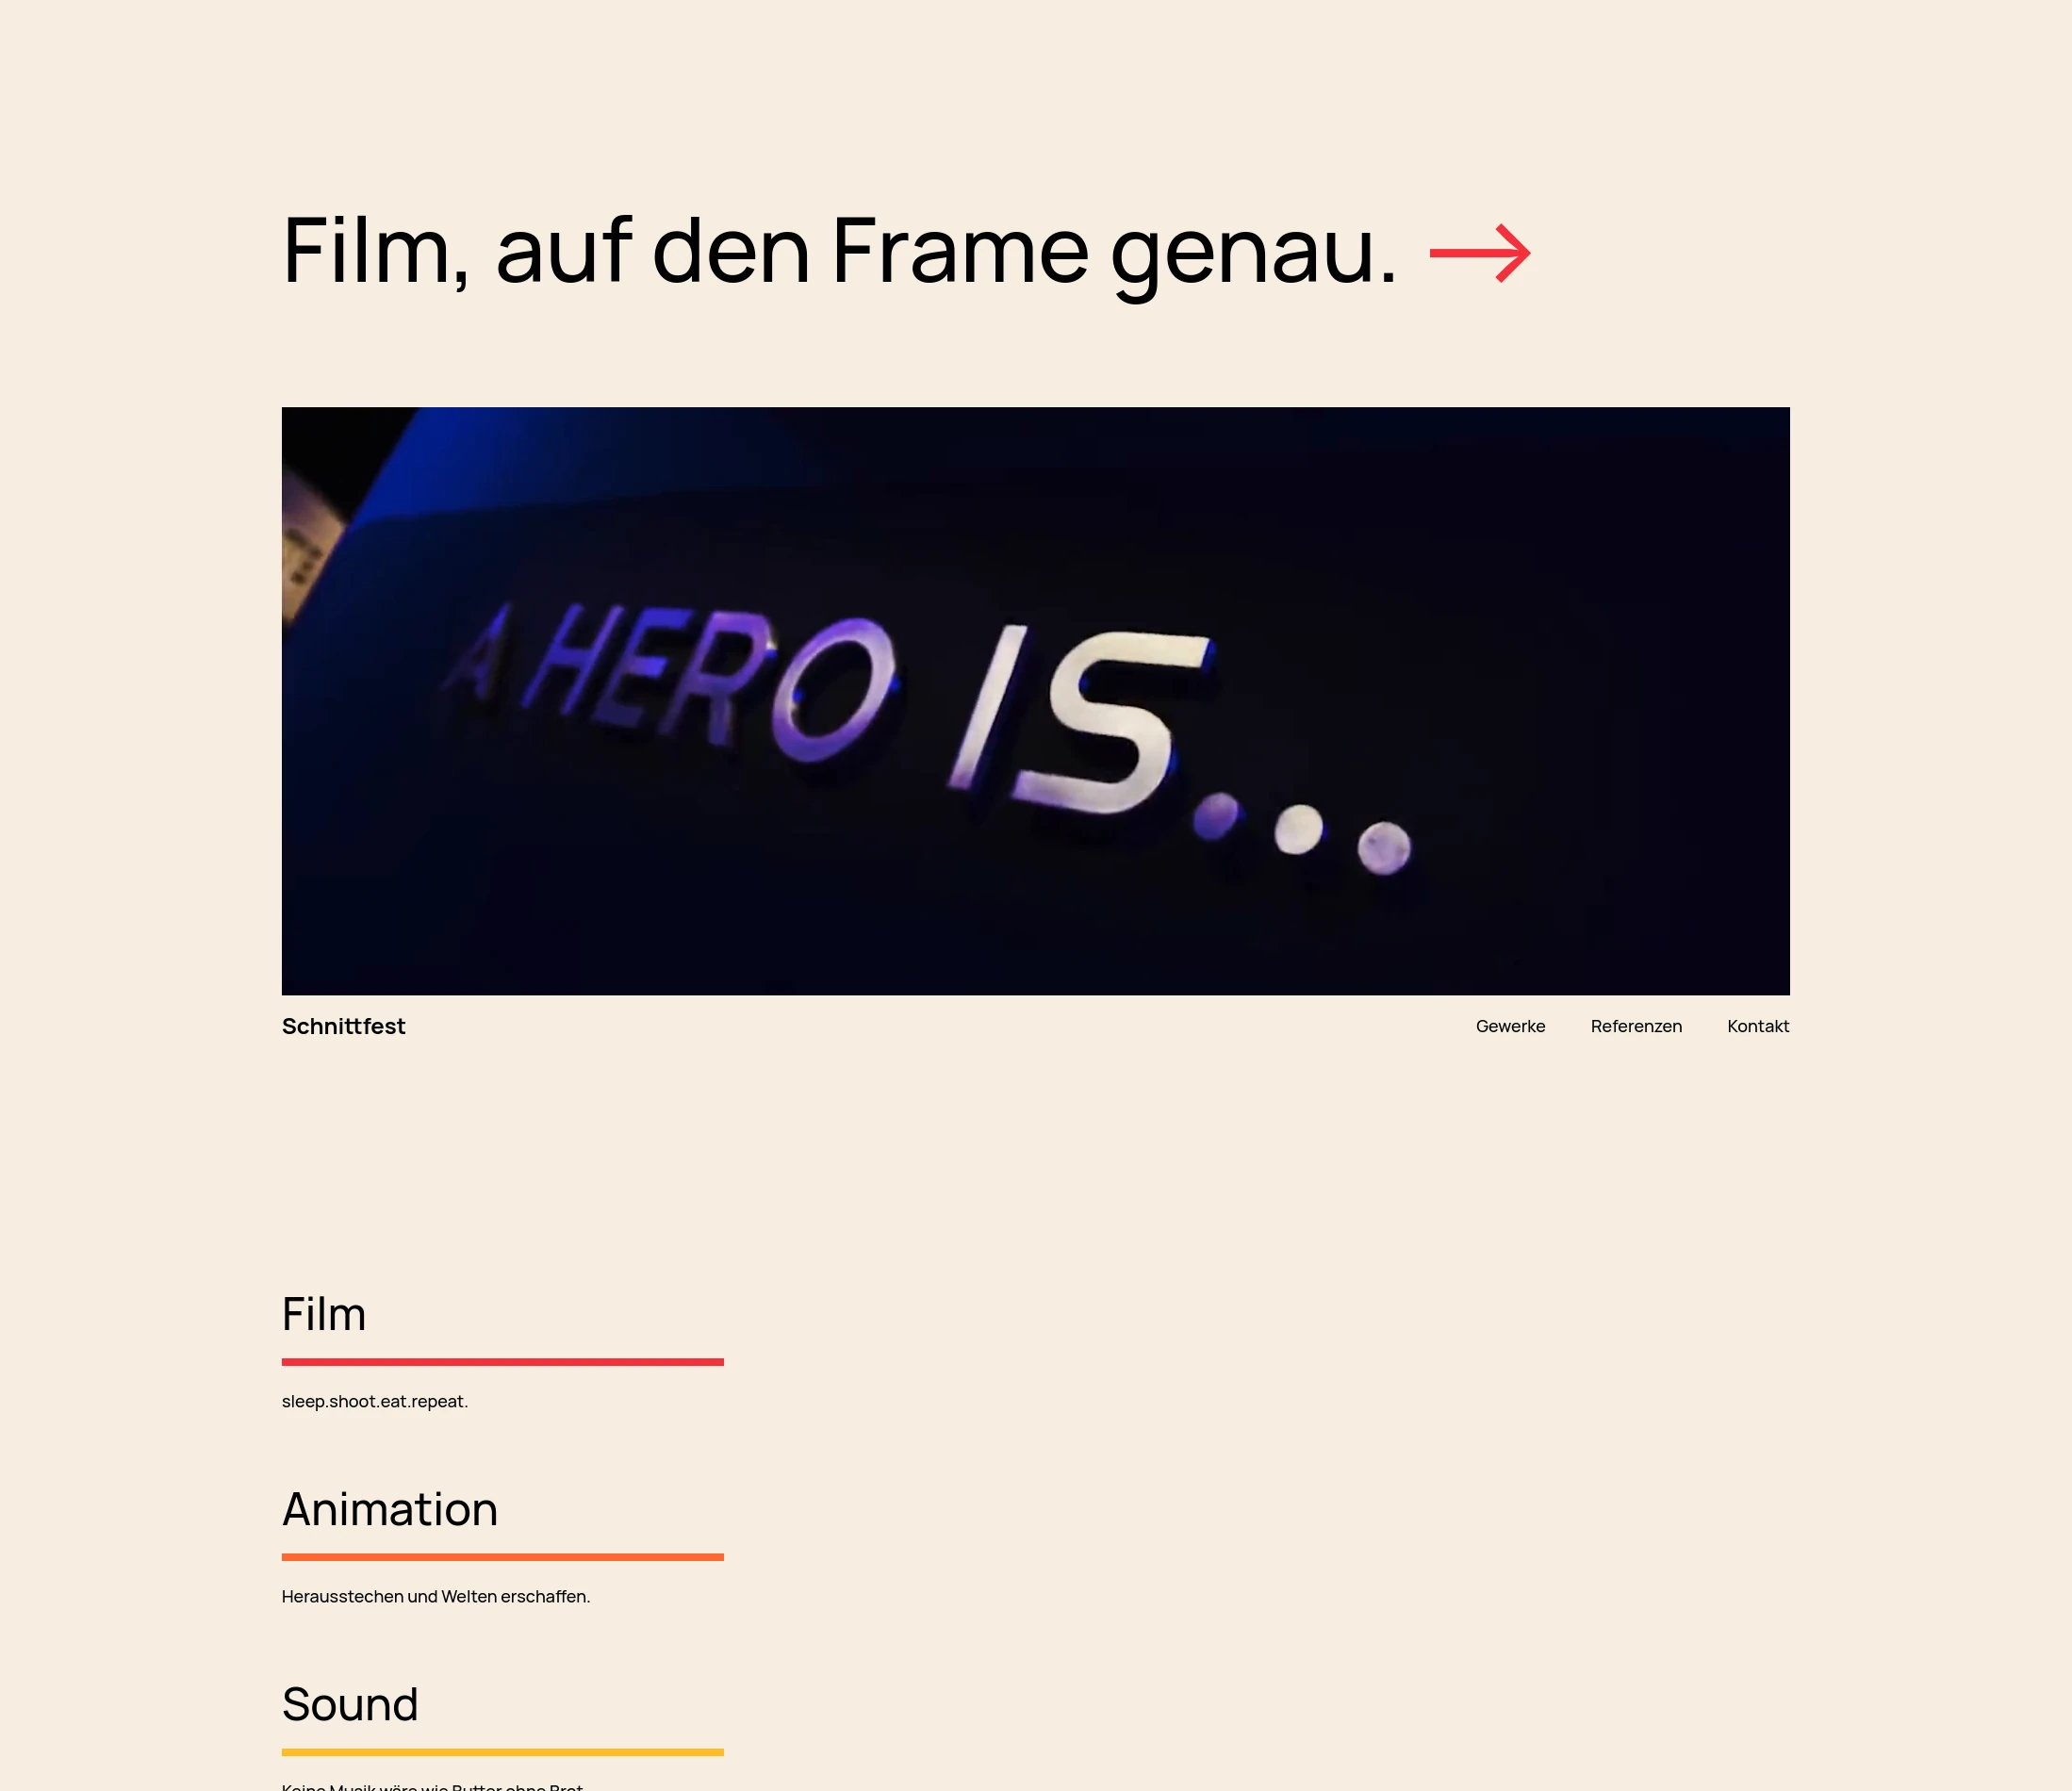 Film, auf den Frame genau.
A HERO IS...
Schnittfest
Gewerke Referenzen Kontakt
Film
sleep.shoot.eat.repeat.
Animation
Herausstechen und Welten erschaffen.
Sound
Keine Musik wäre wie Butter ohne Brot.